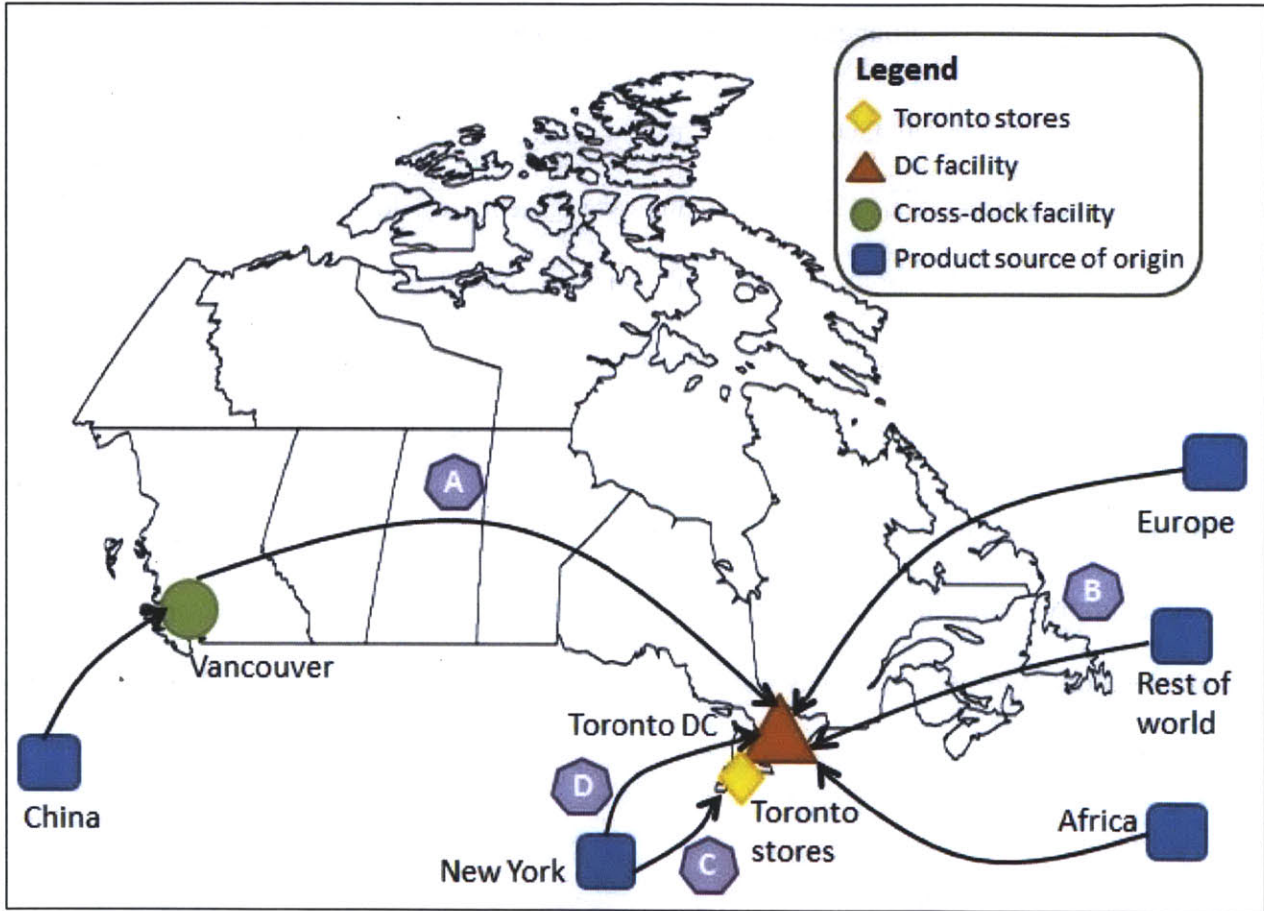 Legend
Toronto stores
DC facility
Cross-dock facility
Product source of origin
A
Europe
B
Vancouver
Rest of
world
Toronto DC
D
Toronto
stores
China
Africa
New York
C